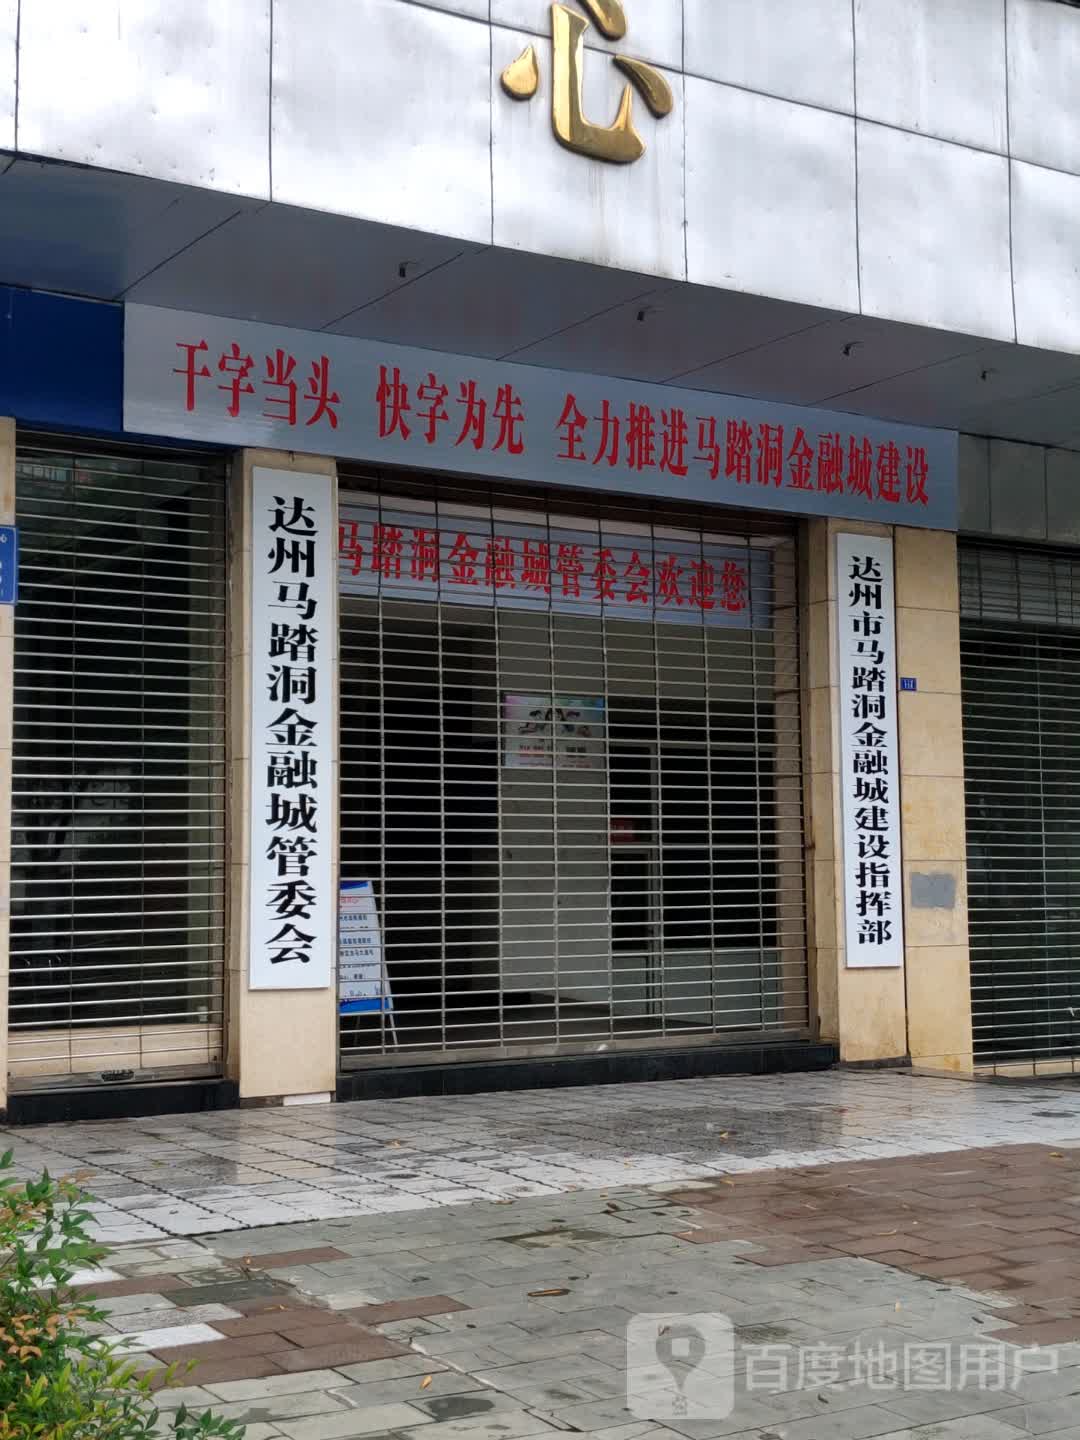 心
干字当头 快字为先 全力推进马踏洞金融城建设
马踏洞金融城管委会欢迎您
达州马踏洞金融城管委会
达州市马踏洞金融城建设指挥部
百度地图用户